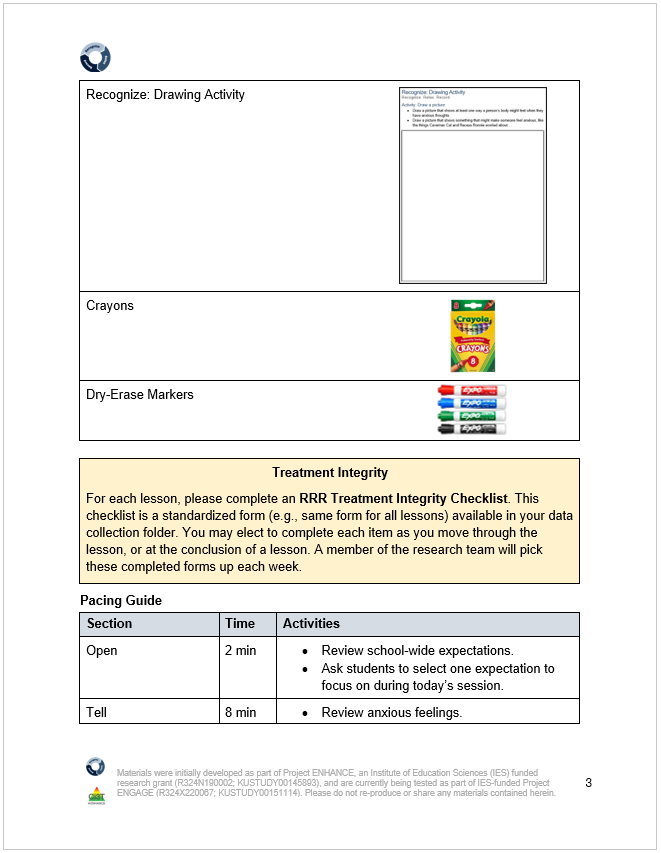 Recognize: Drawing Activity
Recognize: Drawing Activity
Recognize Relax Record
Activity: Draw a picture
• Draw a picture that shows at least one way a person's body might feel when they
have anxious thoughts
• Draw a picture that shows something that might make someone feel anxious, like
the things Caveman Cal and Recess Ronnie worried about
Crayons
Crayola
CRAYONS
8
Dry-Erase Markers
EXPO
EXPO
EXPO
EXPO
Treatment Integrity
For each lesson, please complete an RRR Treatment Integrity Checklist. This
checklist is a standardized form (e.g., same form for all lessons) available in your data
collection folder. You may elect to complete each item as you move through the
lesson, or at the conclusion of a lesson. A member of the research team will pick
these completed forms up each week.
Pacing Guide
Section Time Activities
Open 2 min • Review school-wide expectations.
• Ask students to select one expectation to
focus on during today's session.
Tell 8 min • Review anxious feelings.
Materials were initially developed as part of Project ENHANCE, an Institute of Education Sciences (IES) funded
research grant (R324N190002; KUSTUDY00145893), and are currently being tested as part of IES-funded Project
ENGAGE (R324X220067; KUSTUDY00151114). Please do not re-produce or share any materials contained herein.
3